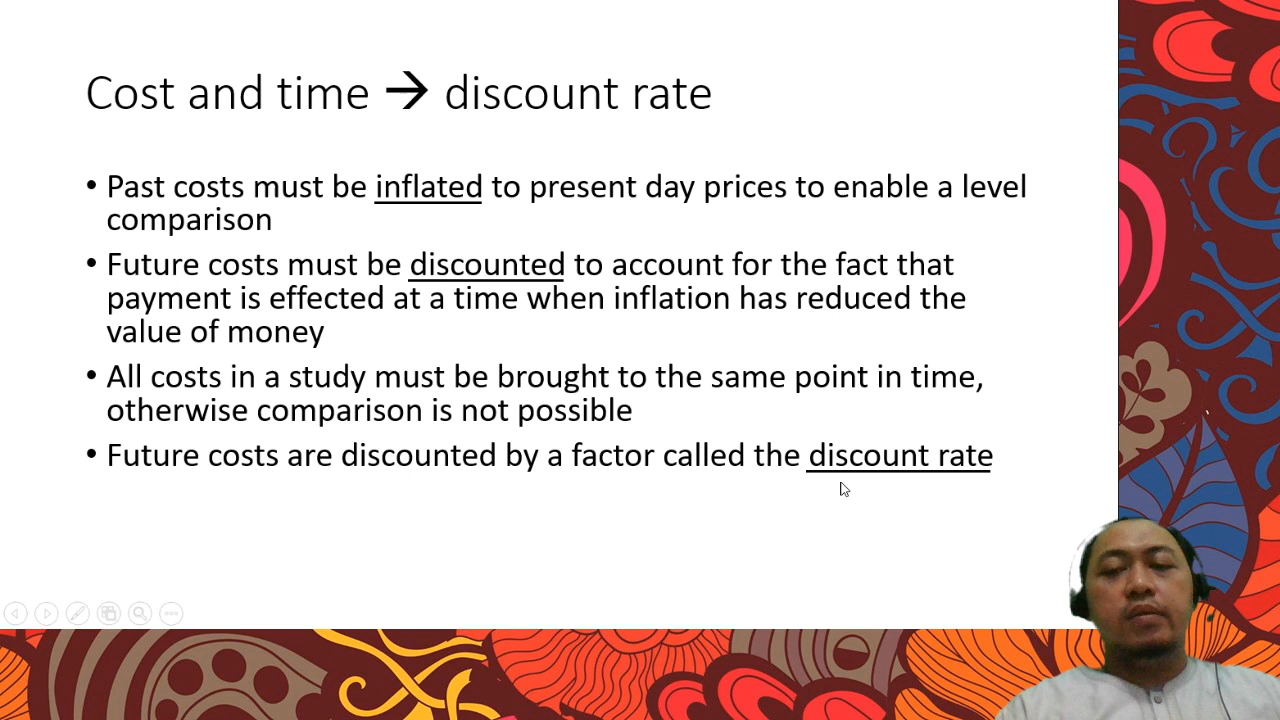 Cost and time → discount rate
• Past costs must be inflated to present day prices to enable a level
comparison
• Future costs must be discounted to account for the fact that
payment is effected at a time when inflation has reduced the
value of money
• All costs in a study must be brought to the same point in time,
otherwise comparison is not possible
• Future costs are discounted by a factor called the discount rate